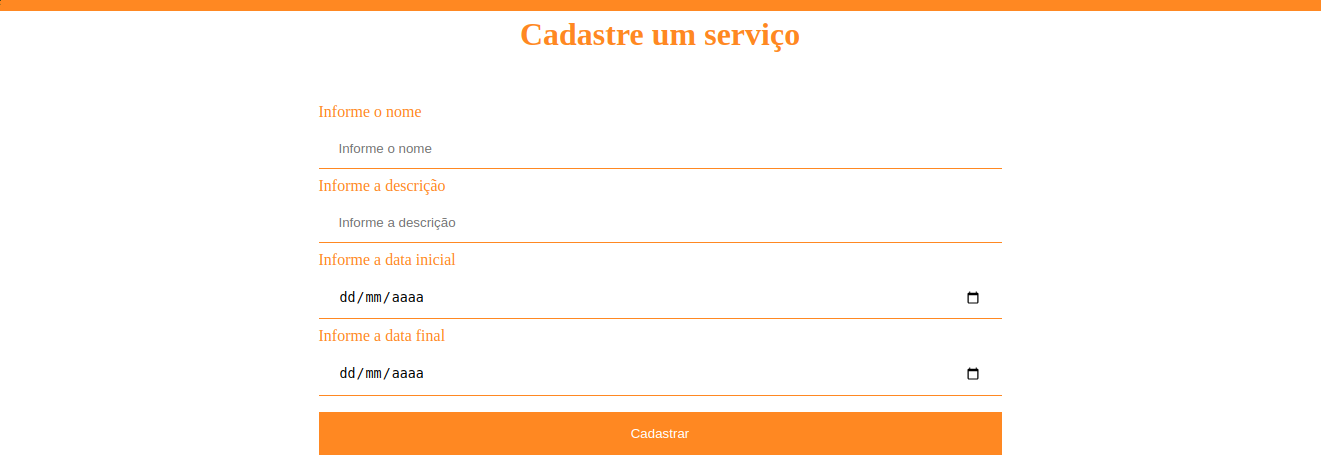 Cadastre um serviço
Informe o nome
Informe o nome
Informe a descrição
Informe a descrição
Informe a data inicial
dd/mm/aaaa
Informe a data final
dd/mm/aaaa
Cadastrar